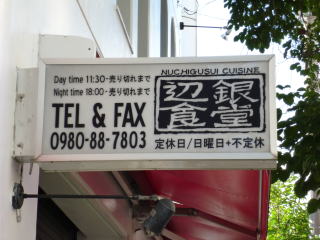 NUCHIGUSUI CUISINE
Day time 11:30-売り切れまで
Night time 18:00-売り切れまで
辺銀
食堂
TEL & FAX
0980-88-7803
定休日/日曜日+不定休